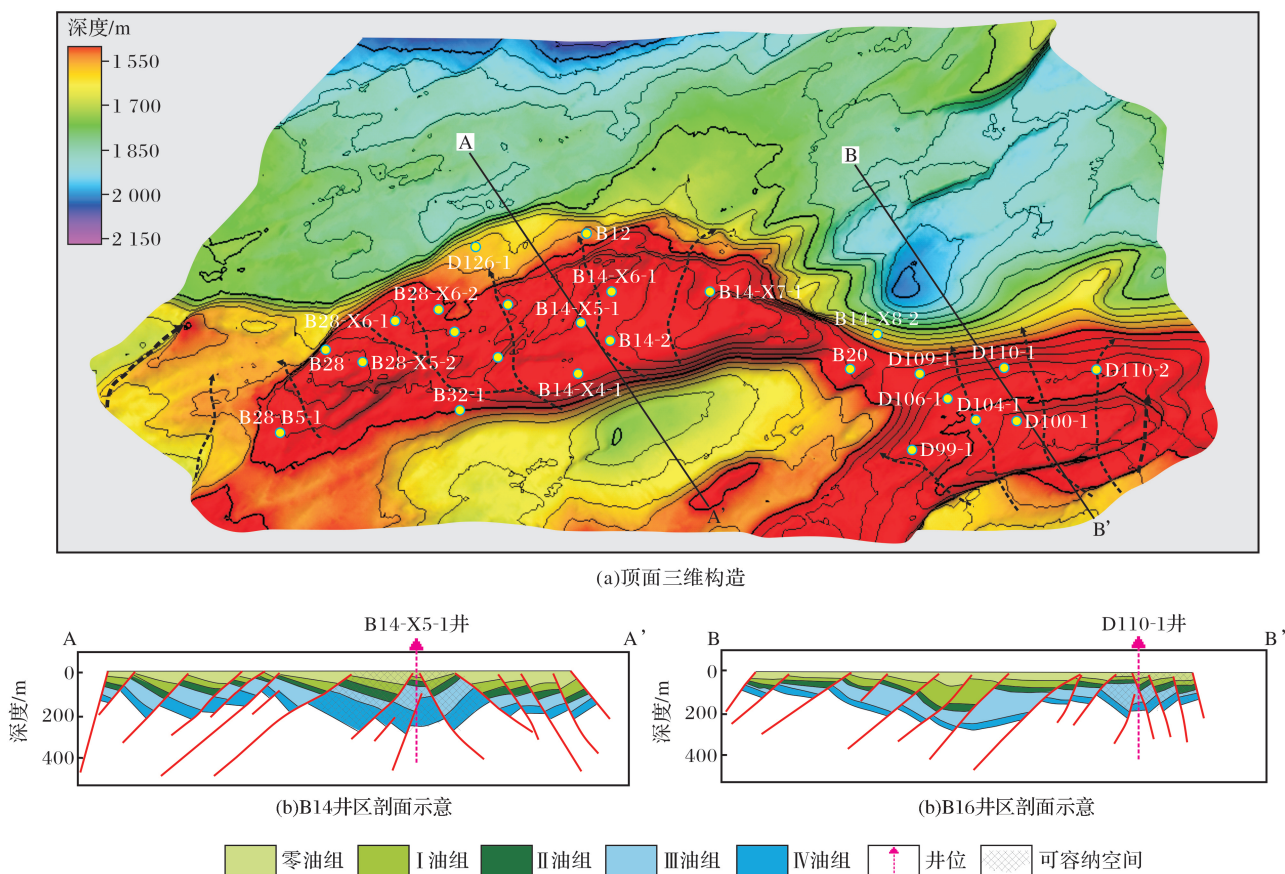 深度/m
1 550
1 700
1 850
2 000
2 150
A
B
B12
D126-1
B14-X6-1
B14-X7-1
B28-X6-2
B14-X5-1
B28-X6-1
B14-X8-2
B14-2
B28
B28-X5-2
B20
D109-1
D110-1
D110-2
B14-X4-1
D106-1
D104-1
D100-1
B32-1
B28-B5-1
D99-1
A'
B'
(a)顶面三维构造
B14-X5-1井
A
A'
深度/m
0
200
400
(b)B14井区剖面示意
D110-1井
B
B'
深度/m
0
200
400
(b)B16井区剖面示意
零油组
Ⅰ油组
Ⅱ油组
Ⅲ油组
Ⅳ油组
井位
可容纳空间